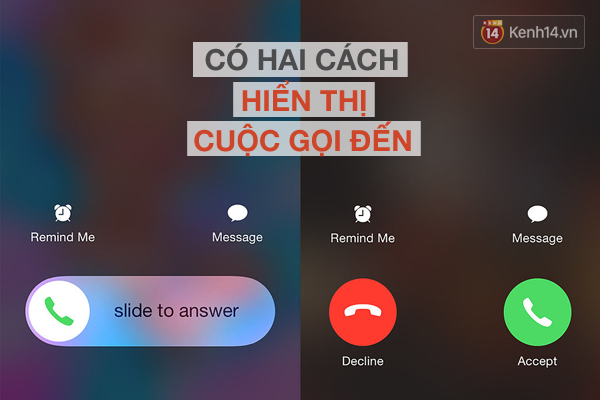 14 Kenh14.vn
CÓ HAI CÁCH
HIỂN THỊ
CUỘC GỌI ĐẾN
Remind Me
Message
Remind Me
Message
slide to answer
Decline
Accept